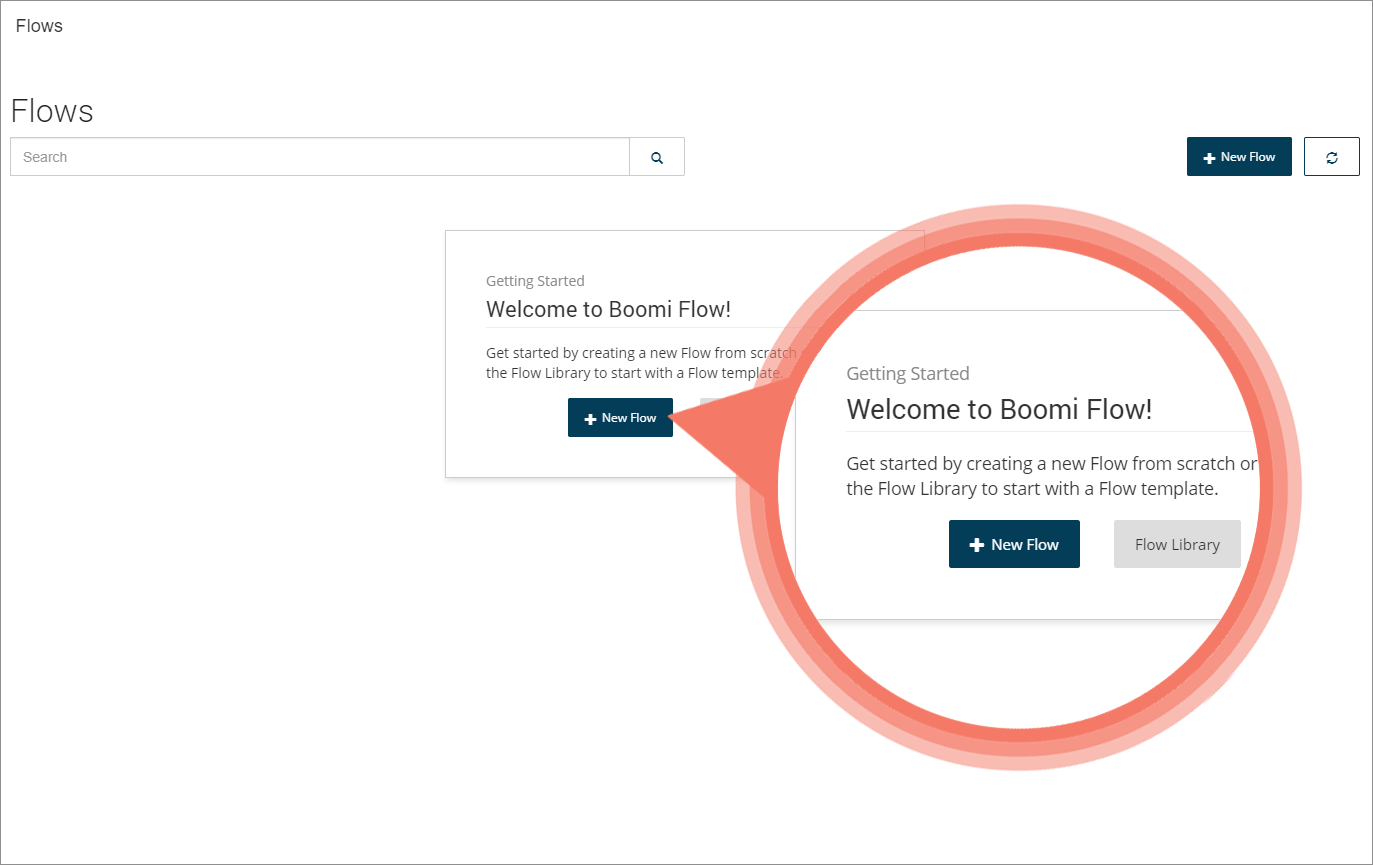 Flows
Flows
Search
New Flow
Getting Started
Welcome to Boomi Flow!
Get started by creating a new Flow from scratch
the Flow Library to start with a Flow template.
New Flow
Getting Started
Welcome to Boomi Flow!
Get started by creating a new Flow from scratch or
the Flow Library to start with a Flow template.
New Flow
Flow Library